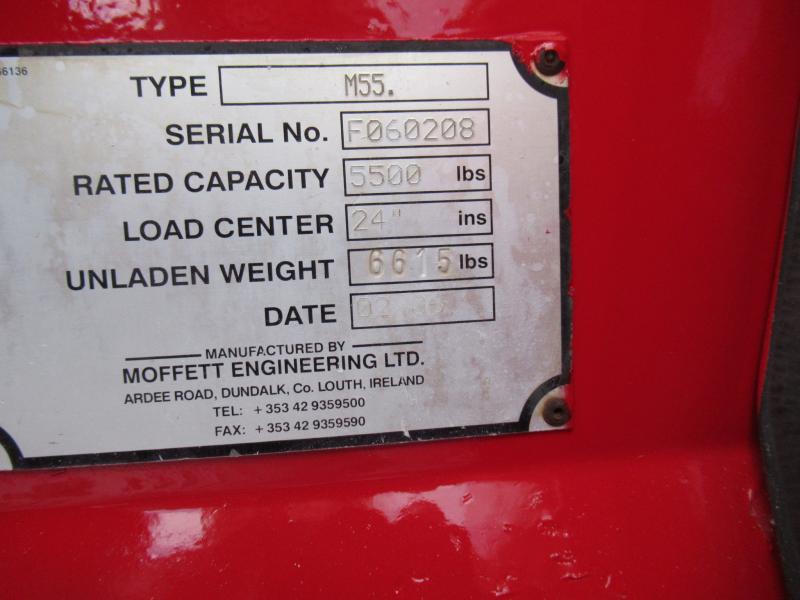 TYPE M55.
SERIAL No. F060208
RATED CAPACITY 5500 lbs
LOAD CENTER 24" ins
UNLADEN WEIGHT 6615 lbs
DATE
MANUFACTURED BY
MOFFETT ENGINEERING LTD.
ARDEE ROAD, DUNDALK, Co. LOUTH, IRELAND
TEL: + 353 42 9359500
FAX: + 353 42 9359590